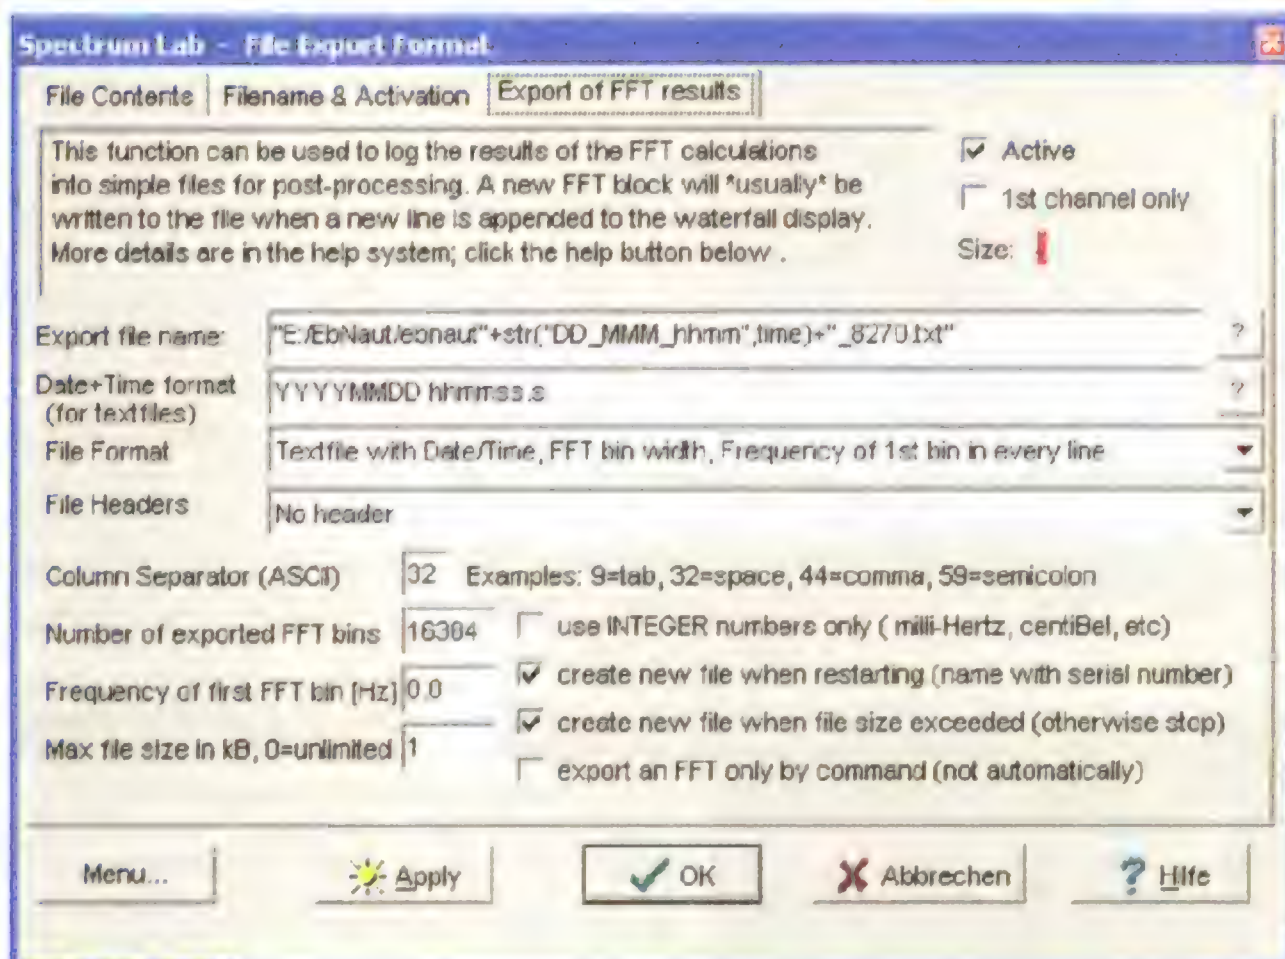 Spectrum Lab - File Export Format
File Contents Filename & Activation Export of FFT results
This function can be used to log the results of the FFT calculations
into simple files for post-processing. A new FFT block will *usually* be
written to the file when a new line is appended to the waterfall display.
More details are in the help system; click the help button below .
Active
1st channel only
Size:
Export file name: "E:/EbNaut/ebnaut"+str("DD_MMM_hhmm",time)+"_8270.txt" ?
Date+Time format YYYYMMDD hhmmss.s ?
(for textfiles)
File Format Textfile with Date/Time, FFT bin width, Frequency of 1st bin in every line
File Headers No header
Column Separator (ASCII) 32 Examples: 9=tab, 32=space, 44=comma, 59=semicolon
Number of exported FFT bins 16384 use INTEGER numbers only ( milli-Hertz, centiBel, etc)
Frequency of first FFT bin [Hz] 0.0 create new file when restarting (name with serial number)
create new file when file size exceeded (otherwise stop)
Max file size in kB, 0=unlimited 1
export an FFT only by command (not automatically)
Menu... Apply OK Abbrechen Hilfe